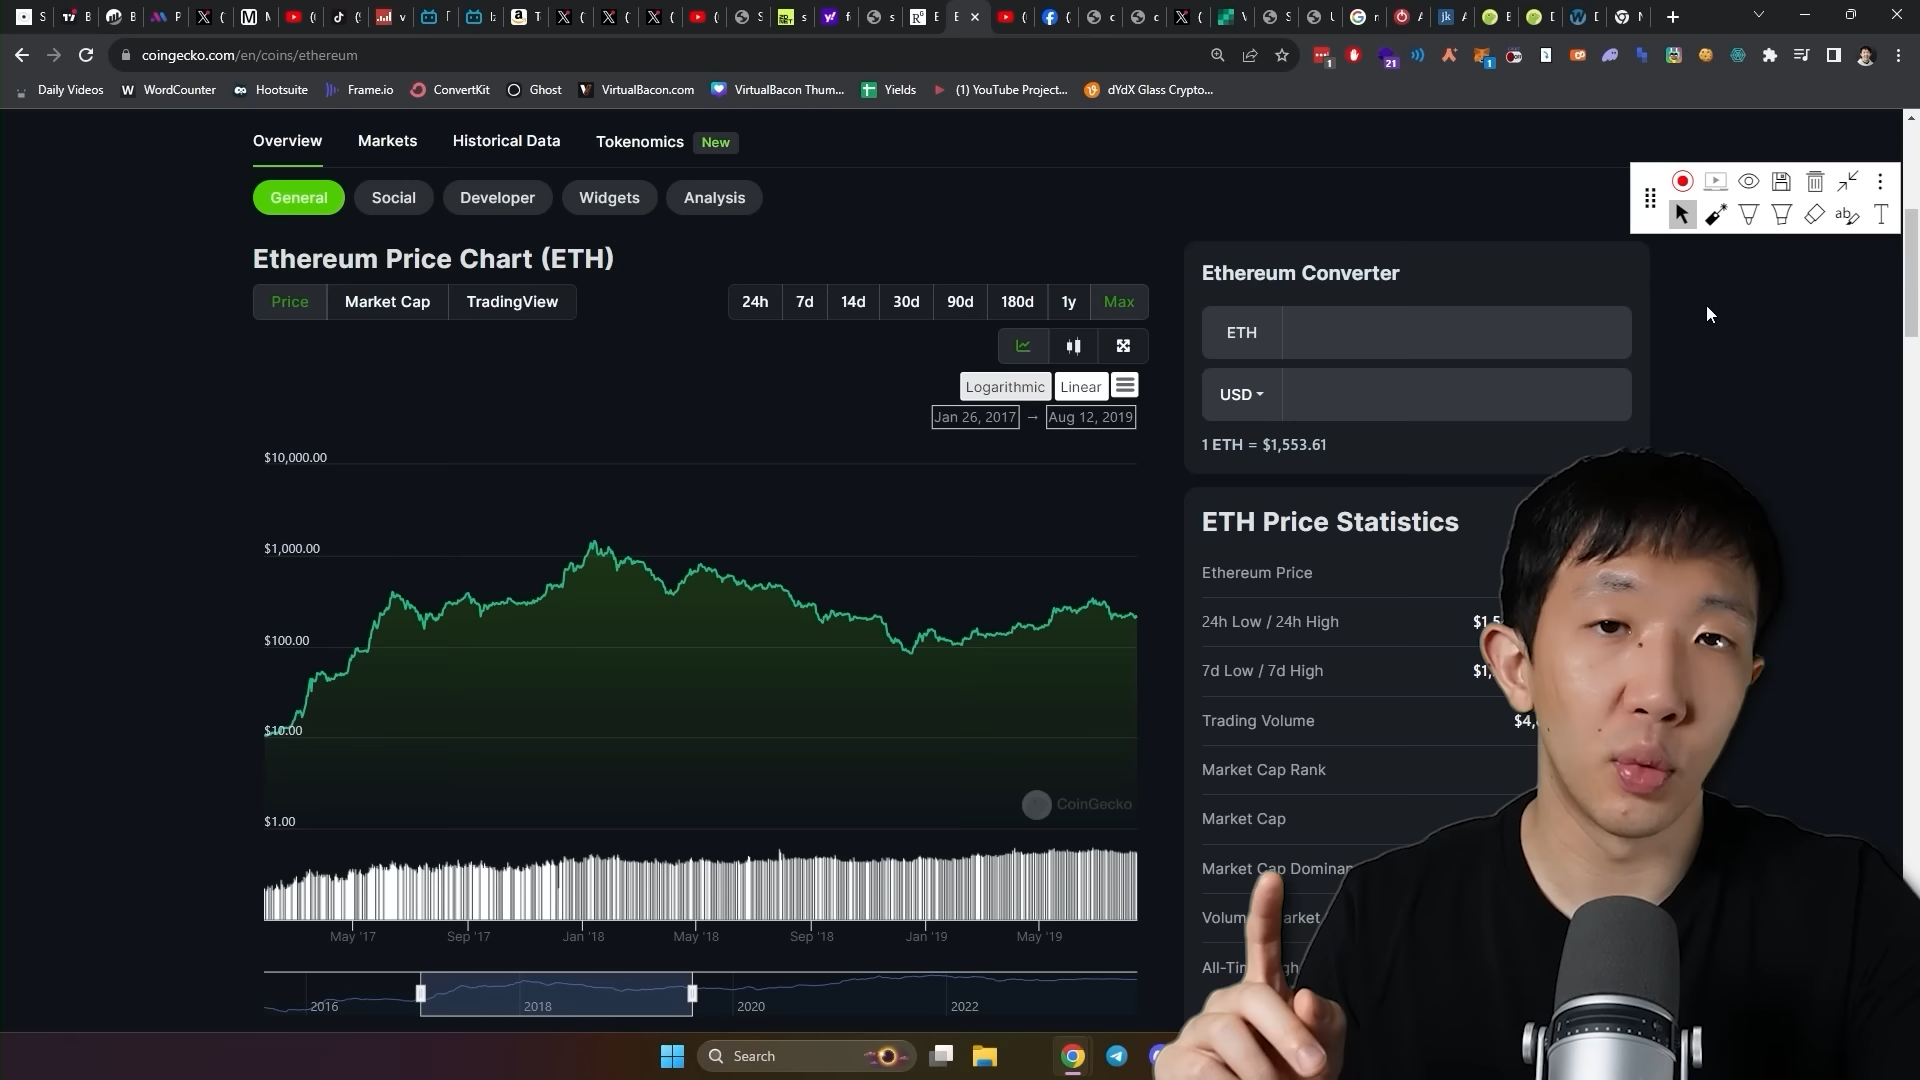 coingecko.com/en/coins/ethereum
1
21
1
Daily Videos
WordCounter
Hootsuite
Frame.io
ConvertKit
Ghost
VirtualBacon.com
VirtualBacon Thum...
Yields
(1) YouTube Project...
dYdX Glass Crypto...
Overview
Markets
Historical Data
Tokenomics
New
General
Social
Developer
Widgets
Analysis
Ethereum Price Chart (ETH)
Price
Market Cap
TradingView
24h
7d
14d
30d
90d
180d
1y
Max
Logarithmic
Linear
Jan 26, 2017 → Aug 12, 2019
$10,000.00
$1,000.00
$100.00
$10.00
$1.00
CoinGecko
May '17
Sep '17
Jan '18
May '18
Sep '18
Jan '19
May '19
2016
2018
2020
2022
Ethereum Converter
ETH
USD
1 ETH = $1,553.61
ETH Price Statistics
Ethereum Price
24h Low / 24h High
7d Low / 7d High
Trading Volume
Market Cap Rank
Market Cap
Market Cap
Search